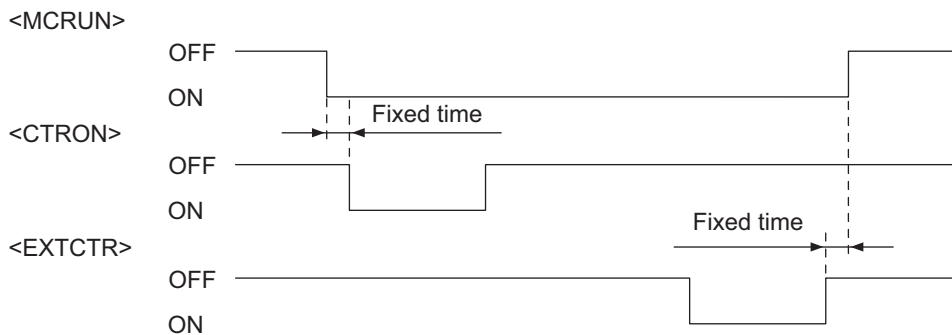 <MCRUN>
OFF
ON
Fixed time
<CTRON>
OFF
ON
Fixed time
<EXTCTR>
OFF
ON